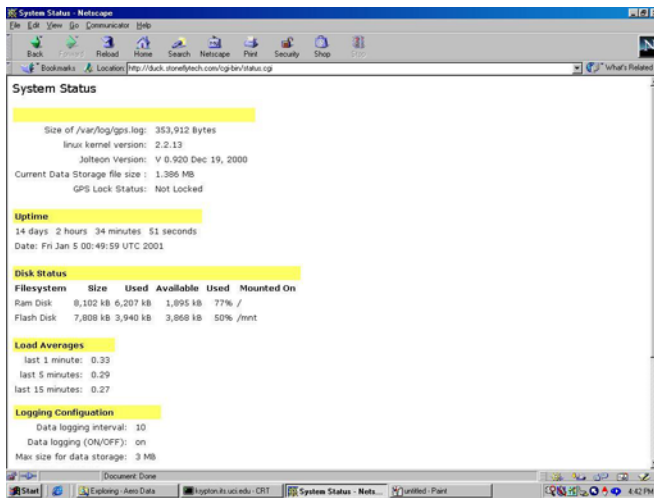 System Status - Netscape
File Edit View Go Communicator Help
Back Forward Reload Home Search Netscape Print Security Shop Stop
Bookmarks Location: http://duck.stoneflytech.com/cgi-bin/status.cgi What's Related
System Status
Size of /var/log/gps.log: 353,912 Bytes
linux kernel version: 2.2.13
Jolteon Version: V 0.920 Dec 19, 2000
Current Data Storage file size : 1.386 MB
GPS Lock Status: Not Locked
Uptime
14 days 2 hours 34 minutes 51 seconds
Date: Fri Jan 5 00:49:59 UTC 2001
Disk Status
Filesystem Size Used Available Used Mounted On
Ram Disk 8,102 kB 6,207 kB 1,895 kB 77% /
Flash Disk 7,808 kB 3,940 kB 3,868 kB 50% /mnt
Load Averages
last 1 minute: 0.33
last 5 minutes: 0.29
last 15 minutes: 0.27
Logging Configuation
Data logging interval: 10
Data logging (ON/OFF): on
Max size for data storage: 3 MB
Document: Done
Start Exploring - Aero Data krypton.its.uci.edu - CRT System Status - Nets... untitled - Paint 4:42 PM